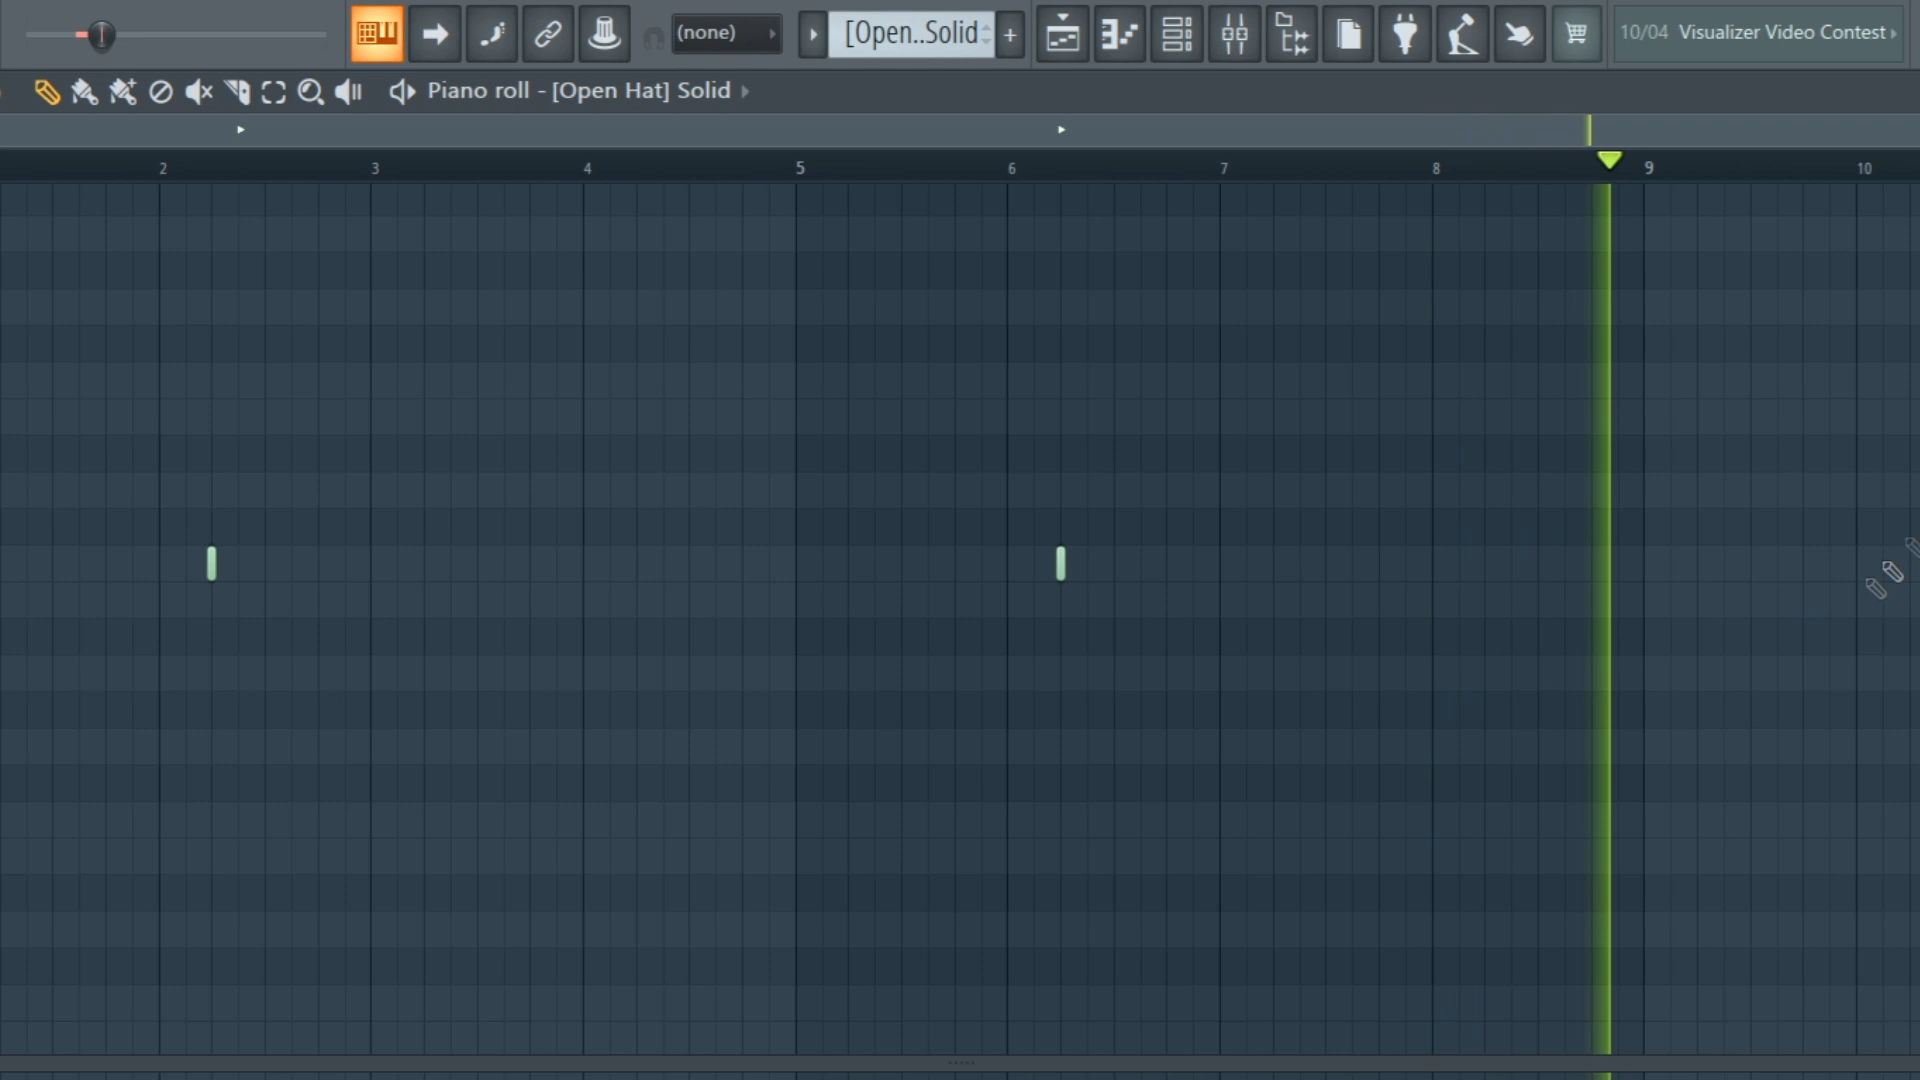 (none)
[Open..Solid
+
10/04 Visualizer Video Contest
Piano roll - [Open Hat] Solid
2 3 4 5 6 7 8 9 10